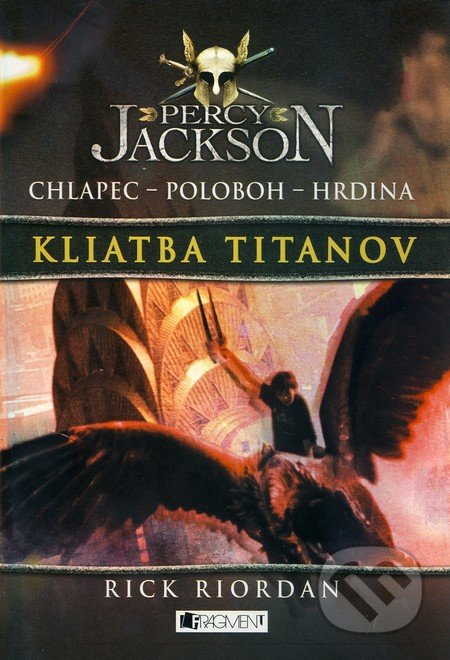 PERCY
JACKSON
CHLAPEC – POLOBOH – HRDINA
KLIATBA TITANOV
RICK RIORDAN
FRAGMENT